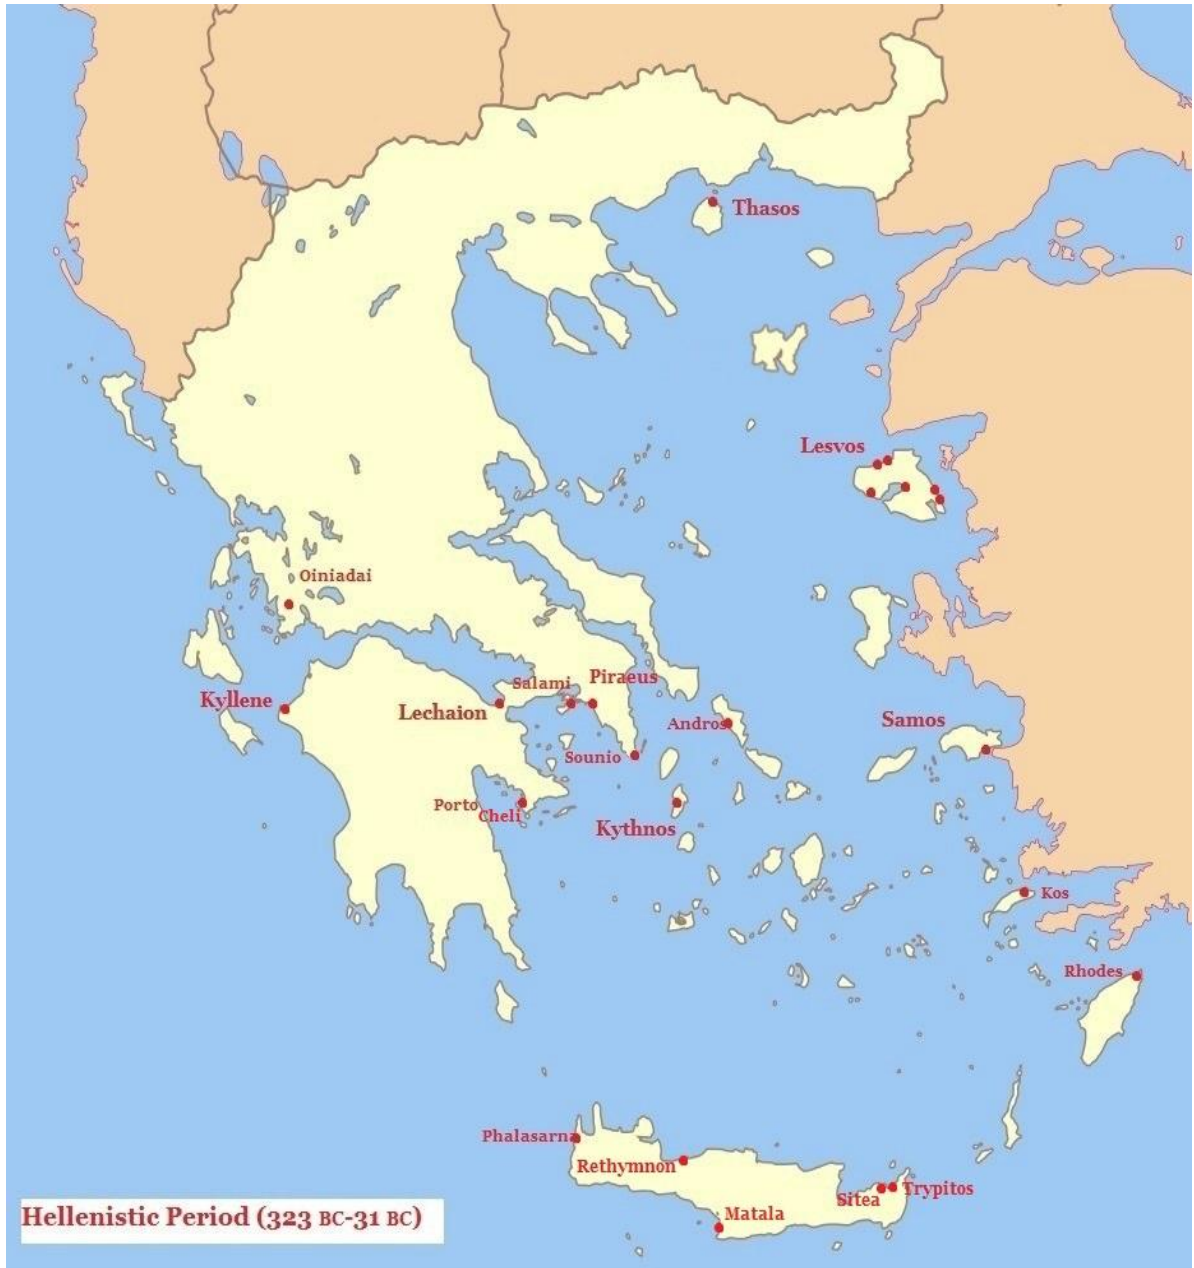 Thasos
Lesvos
Oiniadai
Salami
Piraeus
Kyllene
Lechaion
Andros
Samos
Sounio
Porto
Cheli
Kythnos
Kos
Rhodes
Phalasarna
Rethymnon
Sitea
Trypitos
Matala
Hellenistic Period (323 BC-31 BC)